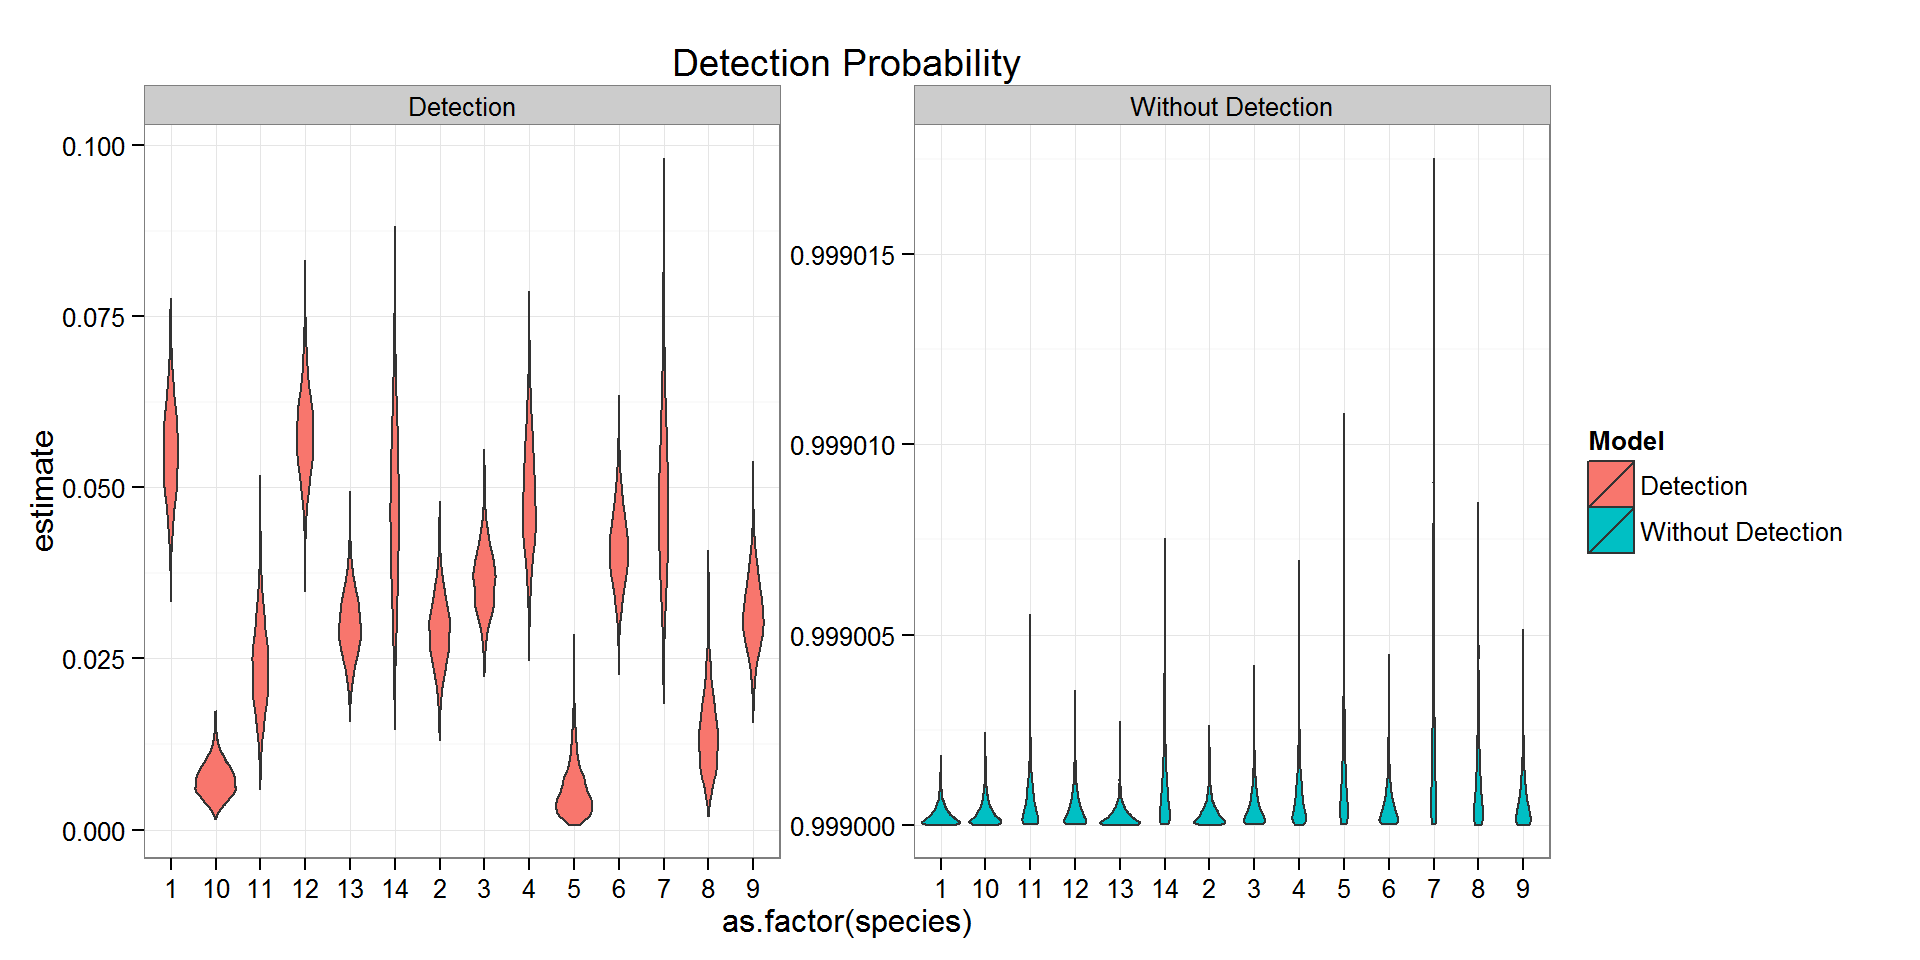 Detection Probability
Detection
Without Detection
0.100
0.075
0.050
0.025
0.000
estimate
0.999015
0.999010
0.999005
0.999000
1 10 11 12 13 14 2 3 4 5 6 7 8 9
1 10 11 12 13 14 2 3 4 5 6 7 8 9
as.factor(species)
Model
Detection
Without Detection